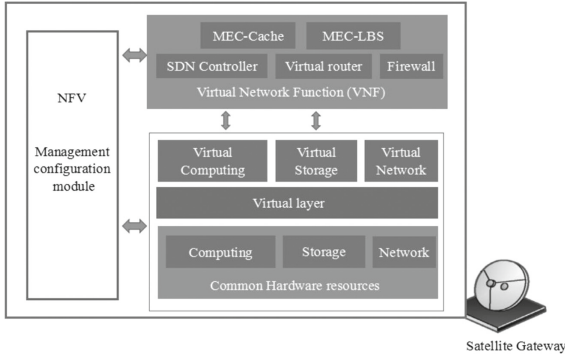 MEC-Cache
MEC-LBS
SDN Controller
Virtual router
Firewall
Virtual Network Function (VNF)
NFV
Management
configuration
module
Virtual
Computing
Virtual
Storage
Virtual
Network
Virtual layer
Computing
Storage
Network
Common Hardware resources
Satellite Gateway